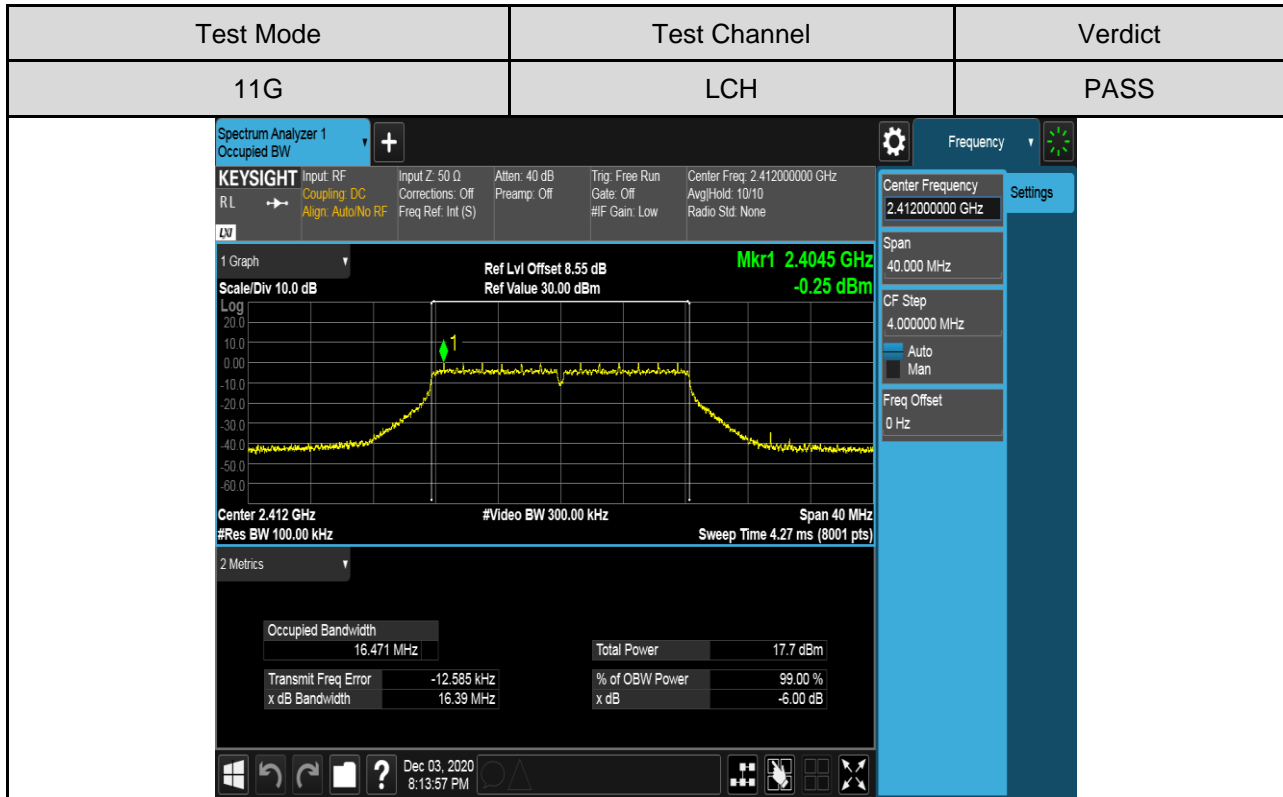 Test Mode Test Channel Verdict
11G LCH PASS
Spectrum Analyzer 1
Occupied BW
+
Frequency
KEYSIGHT Input: RF Input Z: 50 Ω Atten: 40 dB Trig: Free Run Center Freq: 2.412000000 GHz
RL Coupling: DC Corrections: Off Preamp: Off Gate: Off Avg|Hold: 10/10
Align: Auto/No RF Freq Ref: Int (S) #IF Gain: Low Radio Std: None
LXI
Center Frequency
2.412000000 GHz
Settings
Span
40.000 MHz
CF Step
4.000000 MHz
Auto
Man
Freq Offset
0 Hz
1 Graph
Ref Lvl Offset 8.55 dB
Mkr1 2.4045 GHz
Scale/Div 10.0 dB
Ref Value 30.00 dBm
-0.25 dBm
Log
20.0
10.0
0.00
-10.0
-20.0
-30.0
-40.0
-50.0
-60.0
1
Center 2.412 GHz #Video BW 300.00 kHz Span 40 MHz
#Res BW 100.00 kHz Sweep Time 4.27 ms (8001 pts)
2 Metrics
Occupied Bandwidth
16.471 MHz
Total Power 17.7 dBm
Transmit Freq Error -12.585 kHz % of OBW Power 99.00 %
x dB Bandwidth 16.39 MHz x dB -6.00 dB
?
Dec 03, 2020
8:13:57 PM